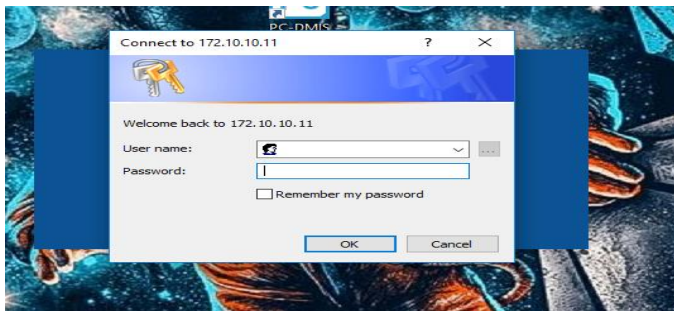 PC-DMIS
Connect to 172.10.10.11
?
Welcome back to 172.10.10.11
User name:
...
Password:
Remember my password
OK
Cancel